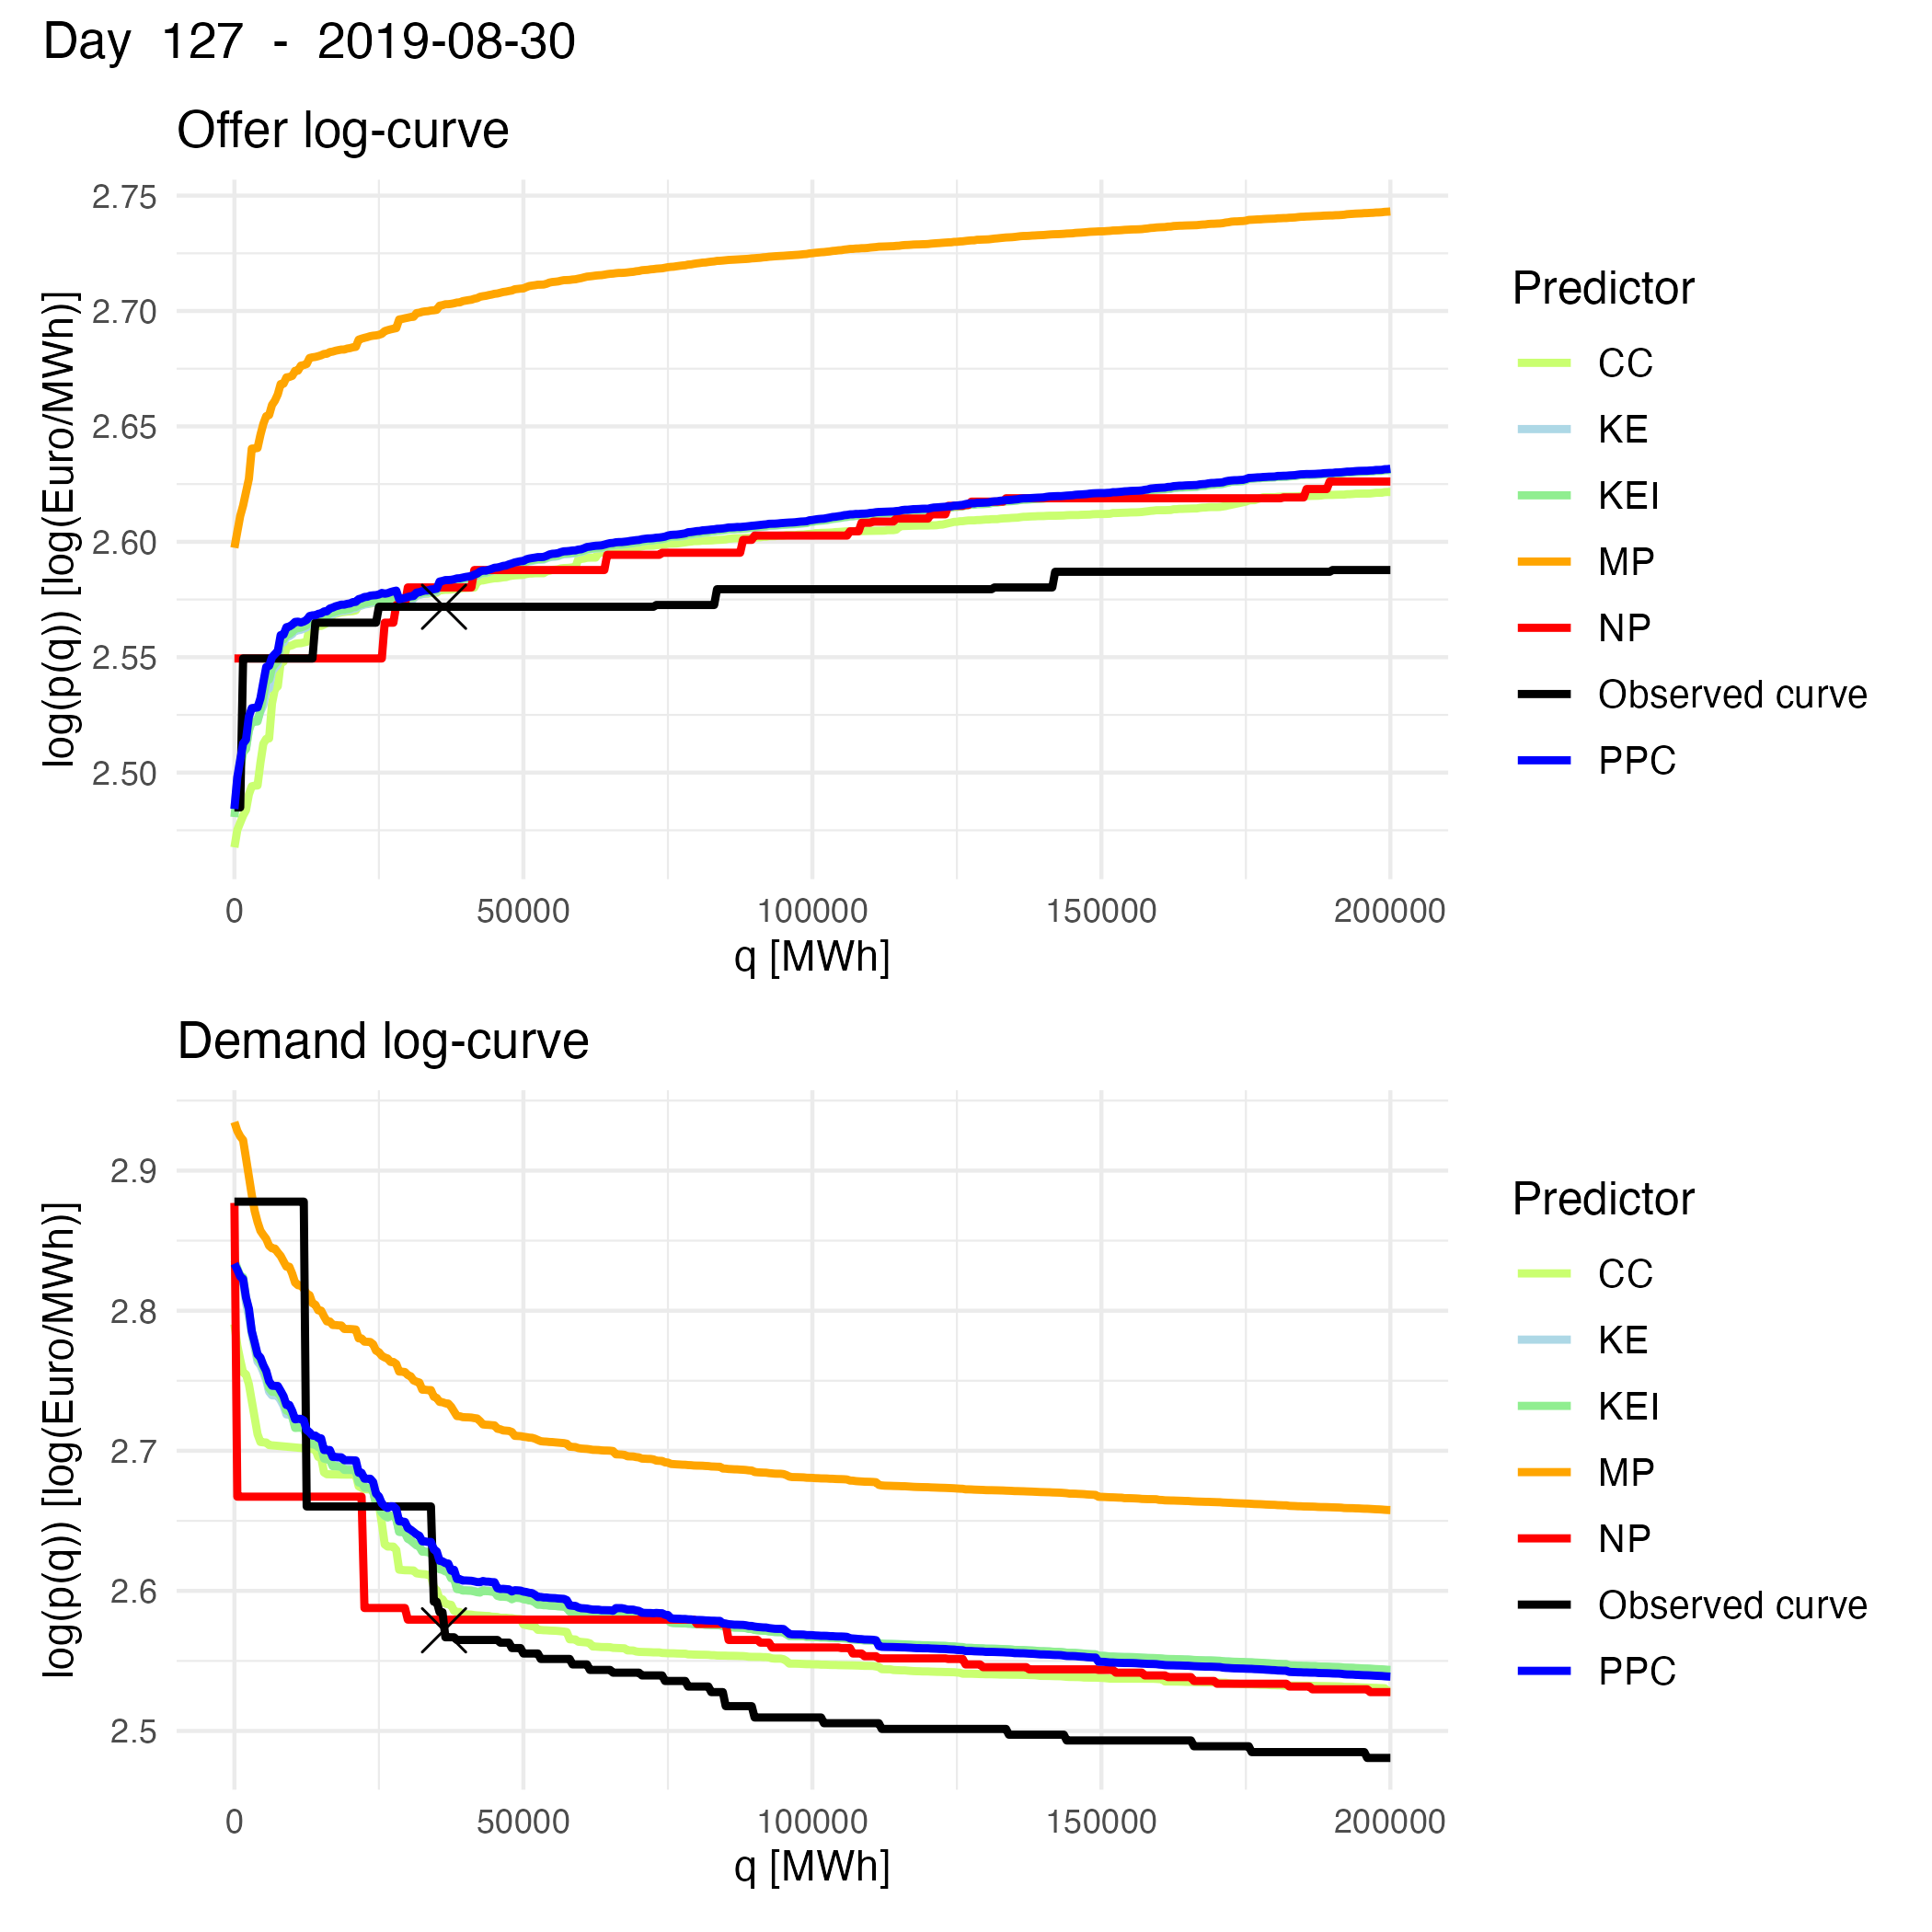 Day 127 - 2019-08-30
Offer log-curve
log(p(q)) [log(Euro/MWh)]
2.75
2.70
2.65
2.60
2.55
2.50
0 50000 100000 150000 200000
q [MWh]
Predictor
CC
KE
KEI
MP
NP
Observed curve
PPC
Demand log-curve
log(p(q)) [log(Euro/MWh)]
2.9
2.8
2.7
2.6
2.5
0 50000 100000 150000 200000
q [MWh]
Predictor
CC
KE
KEI
MP
NP
Observed curve
PPC